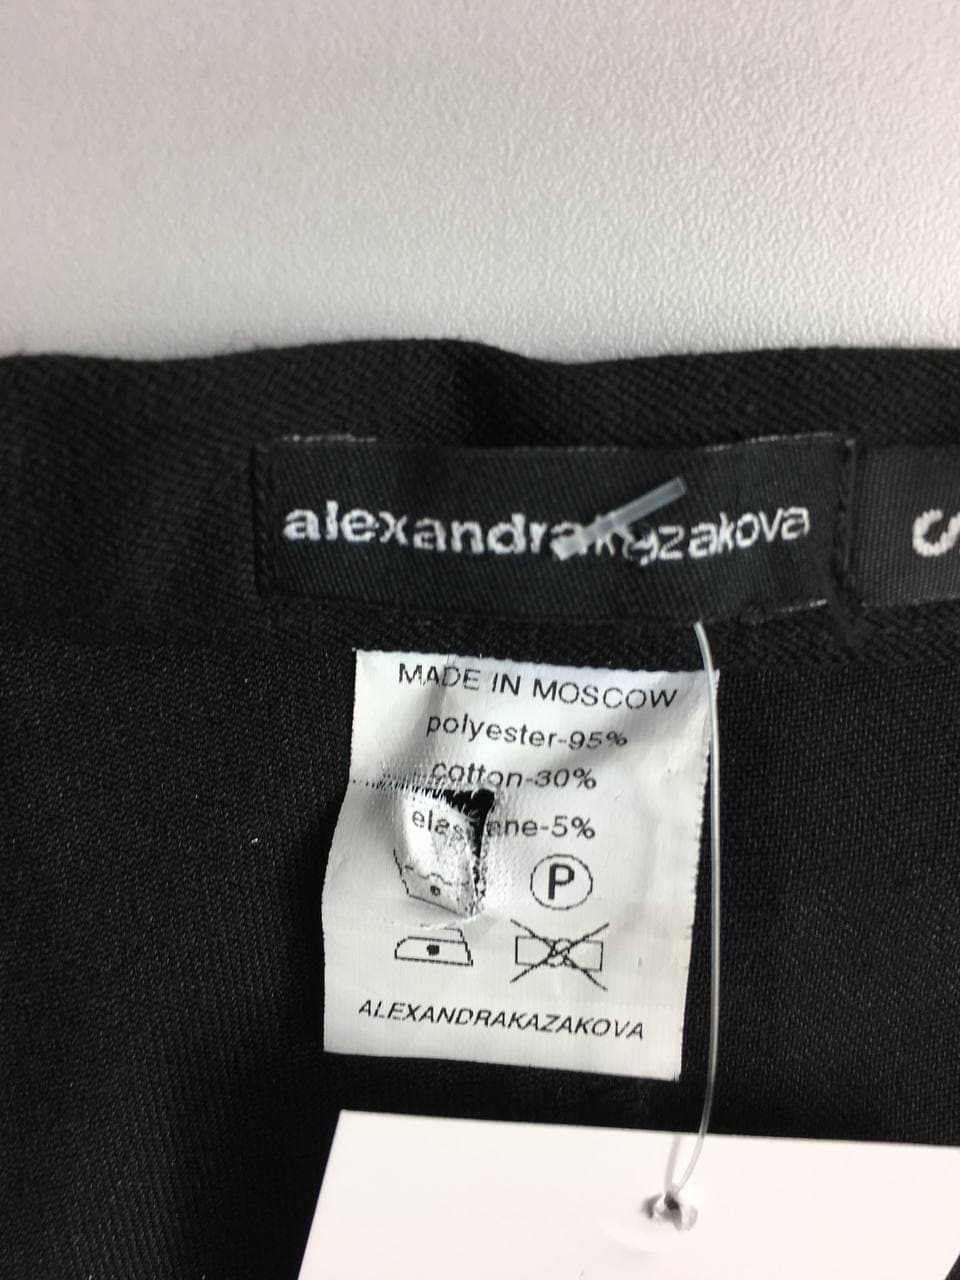 alexandrakazakova
S
MADE IN MOSCOW
polyester-95%
cotton-30%
elastane-5%
P
ALEXANDRAKAZAKOVA